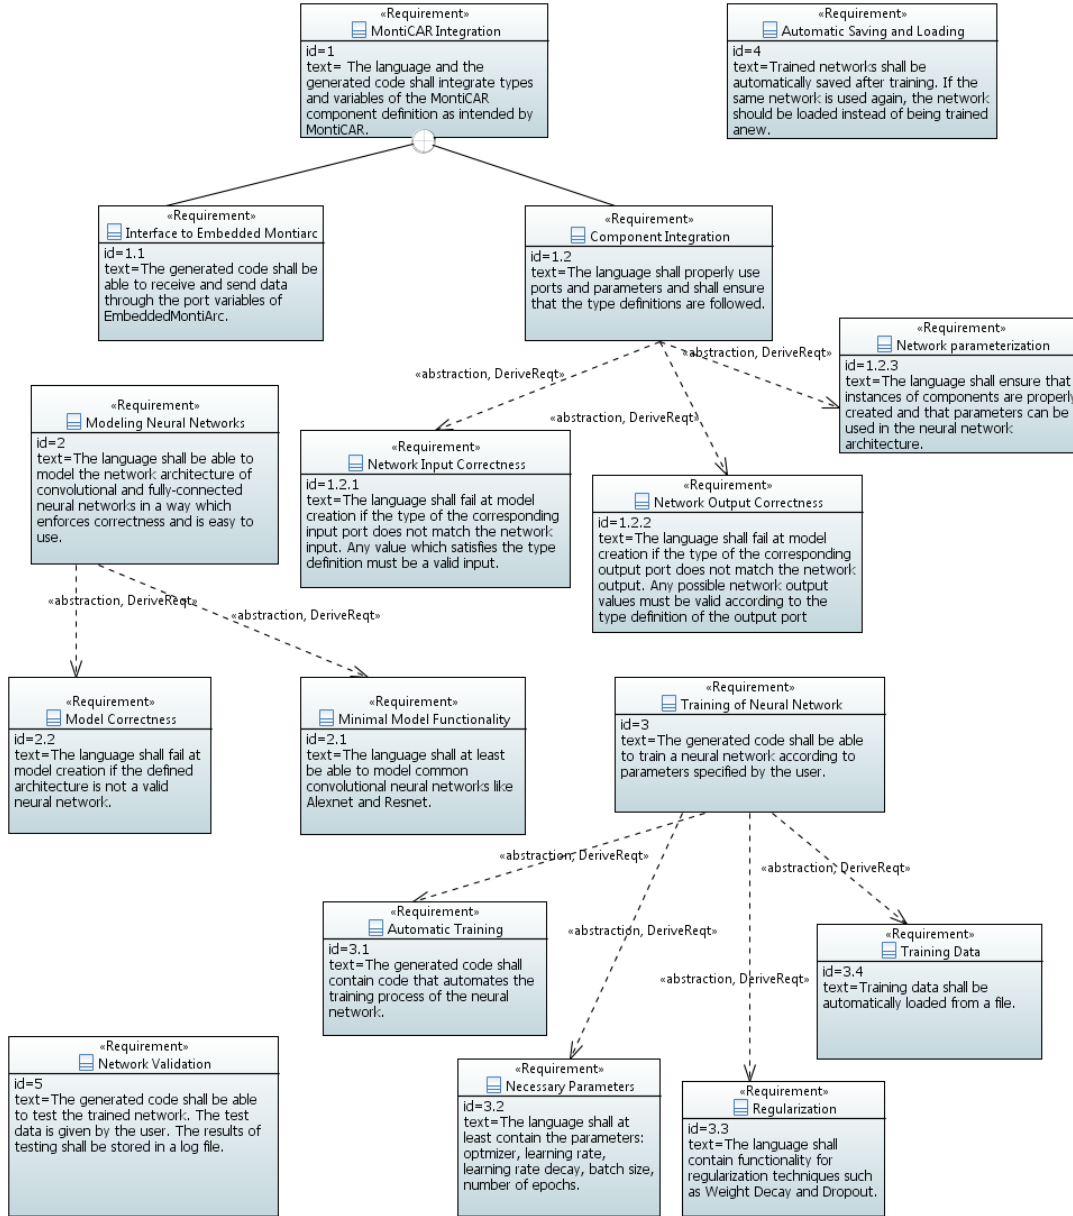 «Requirement»
MontiCAR Integration
id=1
text= The language and the
generated code shall integrate types
and variables of the MontiCAR
component definition as intended by
MontiCAR.
«Requirement»
Automatic Saving and Loading
id=4
text=Trained networks shall be
automatically saved after training. If the
same network is used again, the network
should be loaded instead of being trained
anew.
«Requirement»
Interface to Embedded Montiarc
id=1.1
text=The generated code shall be
able to receive and send data
through the port variables of
EmbeddedMontiArc.
«Requirement»
Component Integration
id=1.2
text=The language shall properly use
ports and parameters and shall ensure
that the type definitions are followed.
«abstraction, DeriveReqt»
«abstraction, DeriveReqt»
«abstraction, DeriveReqt»
«Requirement»
Network parameterization
id=1.2.3
text=The language shall ensure that
instances of components are properly
created and that parameters can be
used in the neural network
architecture.
«Requirement»
Modeling Neural Networks
id=2
text=The language shall be able to
model the network architecture of
convolutional and fully-connected
neural networks in a way which
enforces correctness and is easy to
use.
«Requirement»
Network Input Correctness
id=1.2.1
text=The language shall fail at model
creation if the type of the corresponding
input port does not match the network
input. Any value which satisfies the type
definition must be a valid input.
«Requirement»
Network Output Correctness
id=1.2.2
text=The language shall fail at model
creation if the type of the corresponding
output port does not match the network
output. Any possible network output
values must be valid according to the
type definition of the output port
«abstraction, DeriveReqt»
«abstraction, DeriveReqt»
«Requirement»
Model Correctness
id=2.2
text=The language shall fail at
model creation if the defined
architecture is not a valid
neural network.
«Requirement»
Minimal Model Functionality
id=2.1
text=The language shall at least
be able to model common
convolutional neural networks like
Alexnet and Resnet.
«Requirement»
Training of Neural Network
id=3
text=The generated code shall be able
to train a neural network according to
parameters specified by the user.
«abstraction, DeriveReqt»
«abstraction, DeriveReqt»
«abstraction, DeriveReqt»
«abstraction, DeriveReqt»
«Requirement»
Automatic Training
id=3.1
text=The generated code shall
contain code that automates the
training process of the neural
network.
«Requirement»
Training Data
id=3.4
text=Training data shall be
automatically loaded from a file.
«Requirement»
Network Validation
id=5
text=The generated code shall be able
to test the trained network. The test
data is given by the user. The results of
testing shall be stored in a log file.
«Requirement»
Necessary Parameters
id=3.2
text=The language shall at
least contain the parameters:
optmizer, learning rate,
learning rate decay, batch size,
number of epochs.
«Requirement»
Regularization
id=3.3
text=The language shall
contain functionality for
regularization techniques such
as Weight Decay and Dropout.